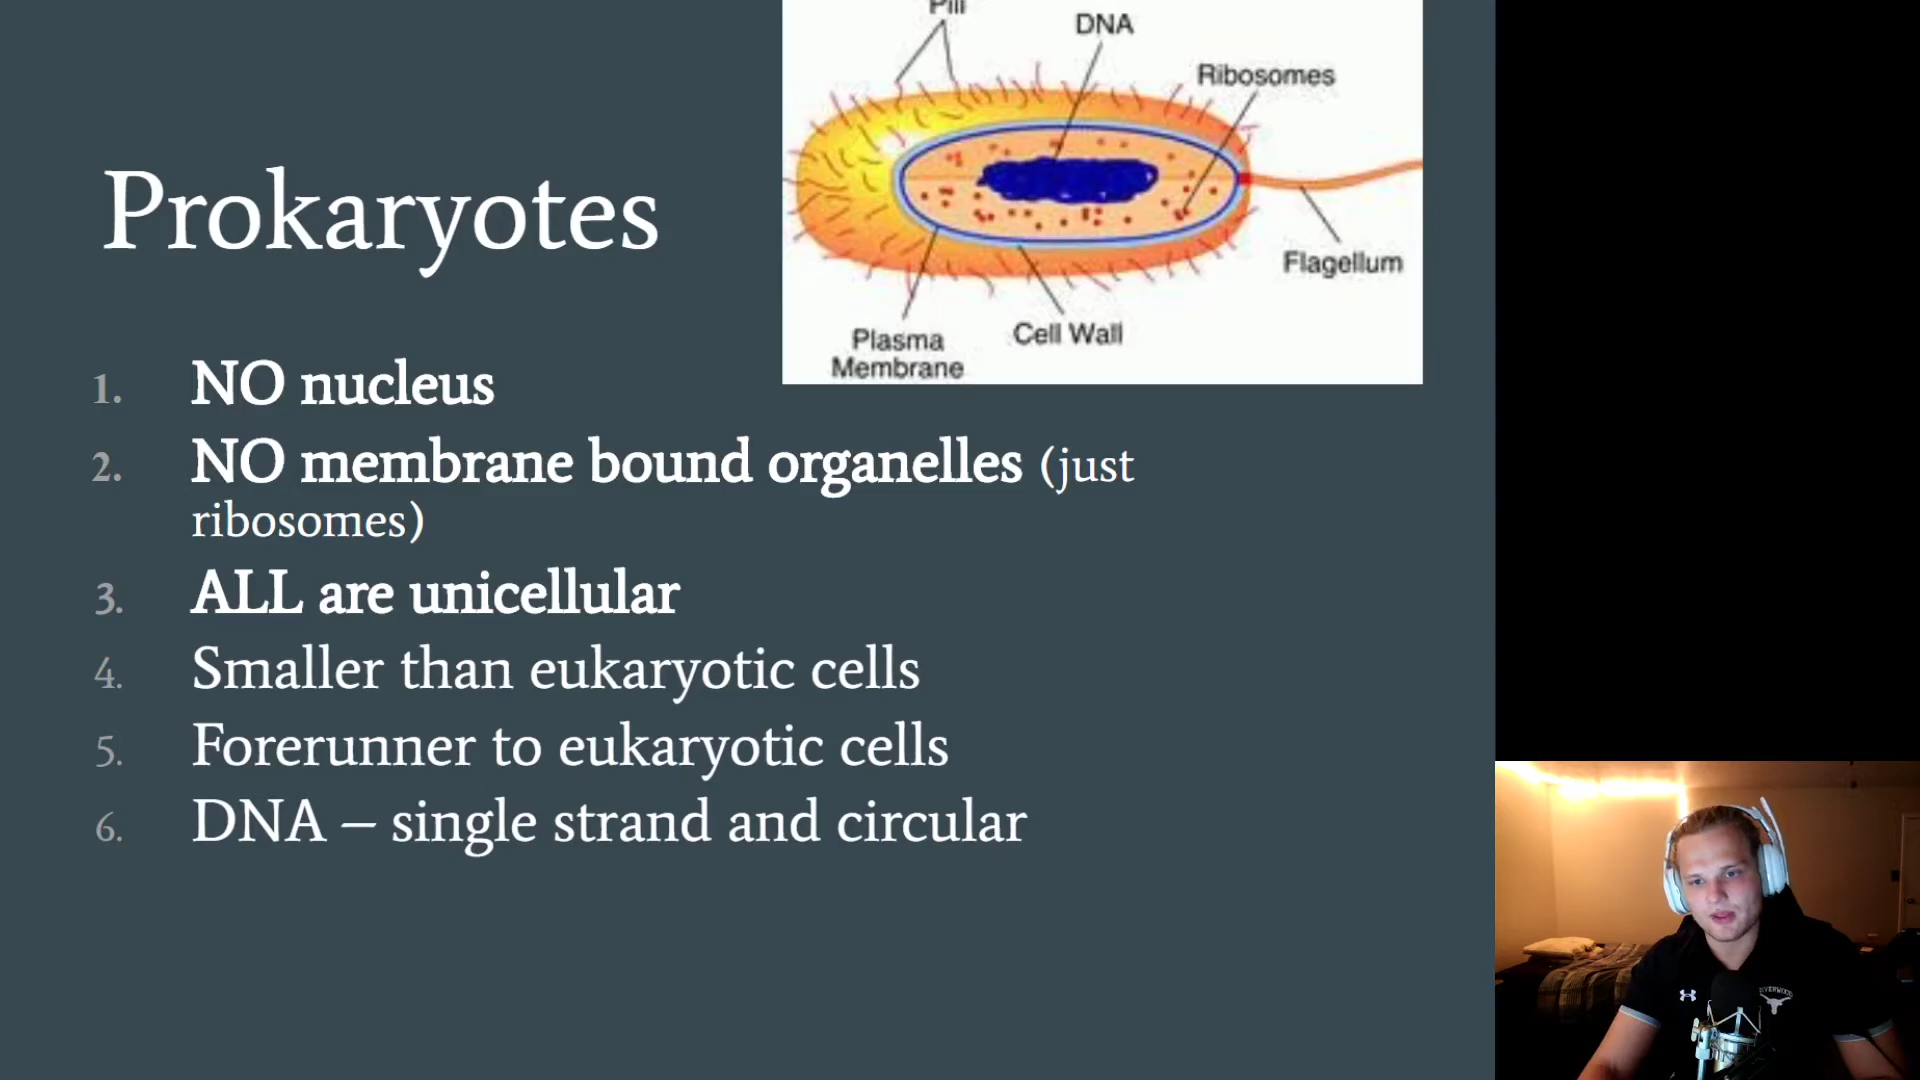 Pili
DNA
Ribosomes
Prokaryotes
Flagellum
Plasma
Membrane
Cell Wall
1. NO nucleus
2. NO membrane bound organelles (just
ribosomes)
3. ALL are unicellular
4. Smaller than eukaryotic cells
5. Forerunner to eukaryotic cells
6. DNA – single strand and circular